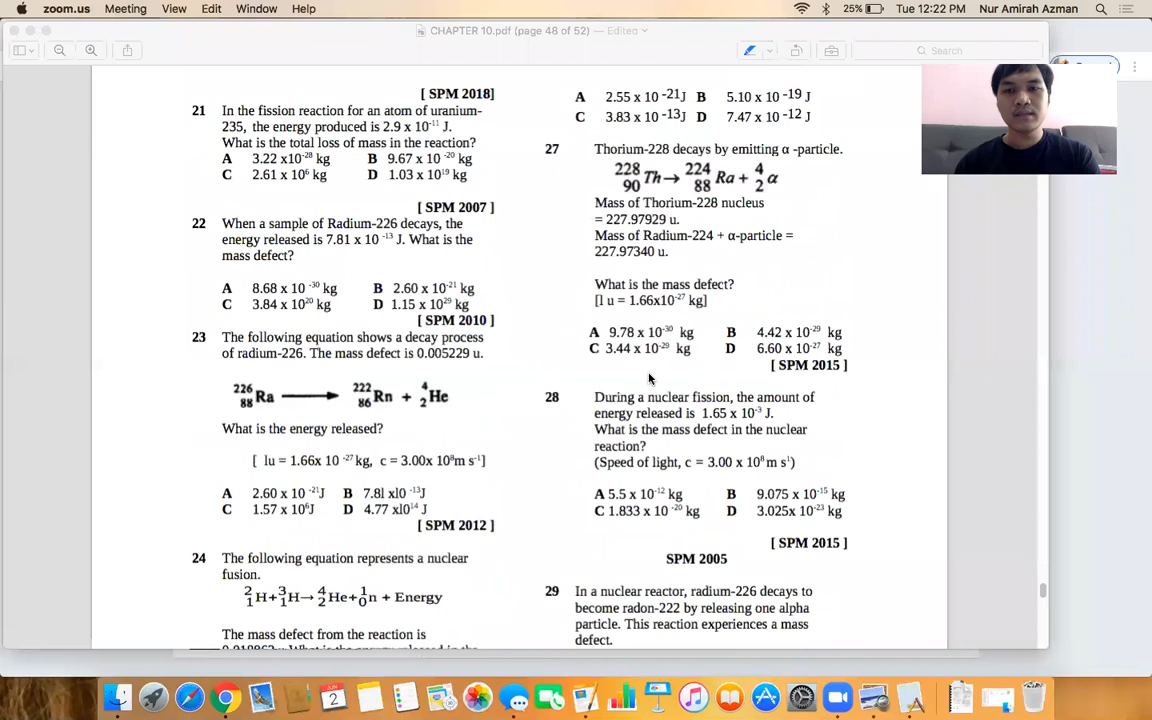 zoom.us Meeting View Edit Window Help 25% Tue 12:22 PM Nur Amirah Azman
CHAPTER 10.pdf (page 48 of 52) — Edited
Search
[ SPM 2018]
21 In the fission reaction for an atom of uranium-
235, the energy produced is 2.9 x 10⁻¹¹ J.
What is the total loss of mass in the reaction?
A 3.22 x10⁻²⁸ kg B 9.67 x 10 ⁻²⁰ kg
C 2.61 x 10⁶ kg D 1.03 x 10¹⁹ kg
[ SPM 2007 ]
22 When a sample of Radium-226 decays, the
energy released is 7.81 x 10 ⁻¹³ J. What is the
mass defect?
A 8.68 x 10 ⁻³⁰ kg B 2.60 x 10⁻²¹ kg
C 3.84 x 10²⁰ kg D 1.15 x 10²⁹ kg
[ SPM 2010 ]
23 The following equation shows a decay process
of radium-226. The mass defect is 0.005229 u.
²²⁶₈₈Ra ⟶ ²²²₈₆Rn + ⁴₂He
What is the energy released?
[ lu = 1.66x 10 ⁻²⁷ kg, c = 3.00x 10⁸m s⁻¹]
A 2.60 x 10 ⁻²¹J B 7.8l xl0 ⁻¹³J
C 1.57 x 10⁶J D 4.77 xl0¹⁴ J
[ SPM 2012 ]
24 The following equation represents a nuclear
fusion.
²₁H+³₁H→⁴₂He+¹₀n + Energy
The mass defect from the reaction is
A 2.55 x 10 ⁻²¹J B 5.10 x 10 ⁻¹⁹ J
C 3.83 x 10 ⁻¹³J D 7.47 x 10 ⁻¹² J
27 Thorium-228 decays by emitting α -particle.
²²⁸₉₀Th→ ²²⁴₈₈Ra + ⁴₂α
Mass of Thorium-228 nucleus
= 227.97929 u.
Mass of Radium-224 + α-particle =
227.97340 u.
What is the mass defect?
[l u = 1.66x10⁻²⁷ kg]
A 9.78 x 10⁻³⁰ kg B 4.42 x 10⁻²⁹ kg
C 3.44 x 10⁻²⁹ kg D 6.60 x 10⁻²⁷ kg
[ SPM 2015 ]
28 During a nuclear fission, the amount of
energy released is 1.65 x 10⁻³ J.
What is the mass defect in the nuclear
reaction?
(Speed of light, c = 3.00 x 10⁸ m s¹)
A 5.5 x 10⁻¹² kg B 9.075 x 10⁻¹⁵ kg
C 1.833 x 10 ⁻²⁰ kg D 3.025x 10⁻²³ kg
[ SPM 2015 ]
SPM 2005
29 In a nuclear reactor, radium-226 decays to
become radon-222 by releasing one alpha
particle. This reaction experiences a mass
defect.
JUN
2